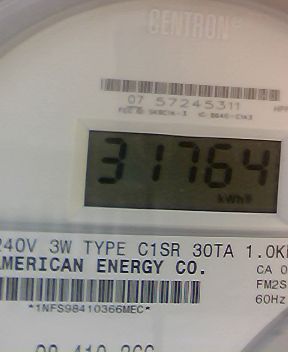 CENTRON®
07 57245311
31764
kWh
240V 3W TYPE C1SR 30TA 1.0K
AMERICAN ENERGY CO.
CA 0
FM2S
60Hz
*1NFS98410366MEC*